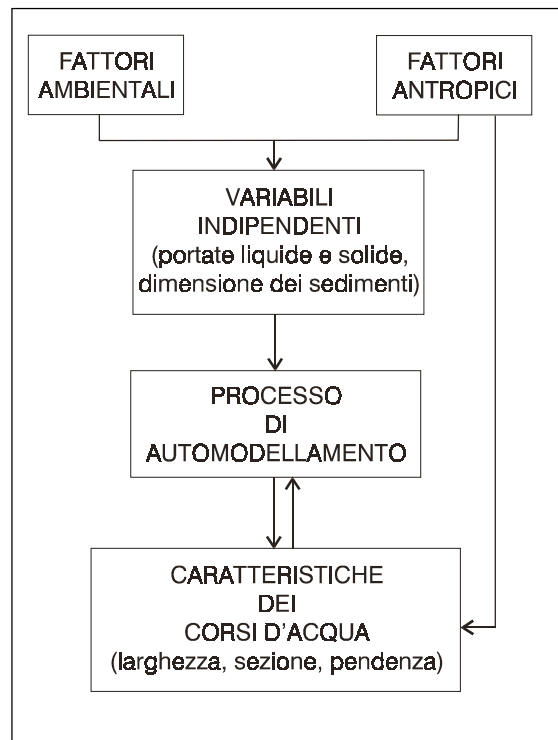 FATTORI
AMBIENTALI
FATTORI
ANTROPICI
VARIABILI
INDIPENDENTI
(portate liquide e solide,
dimensione dei sedimenti)
PROCESSO
DI
AUTOMODELLAMENTO
CARATTERISTICHE
DEI
CORSI D'ACQUA
(larghezza, sezione, pendenza)